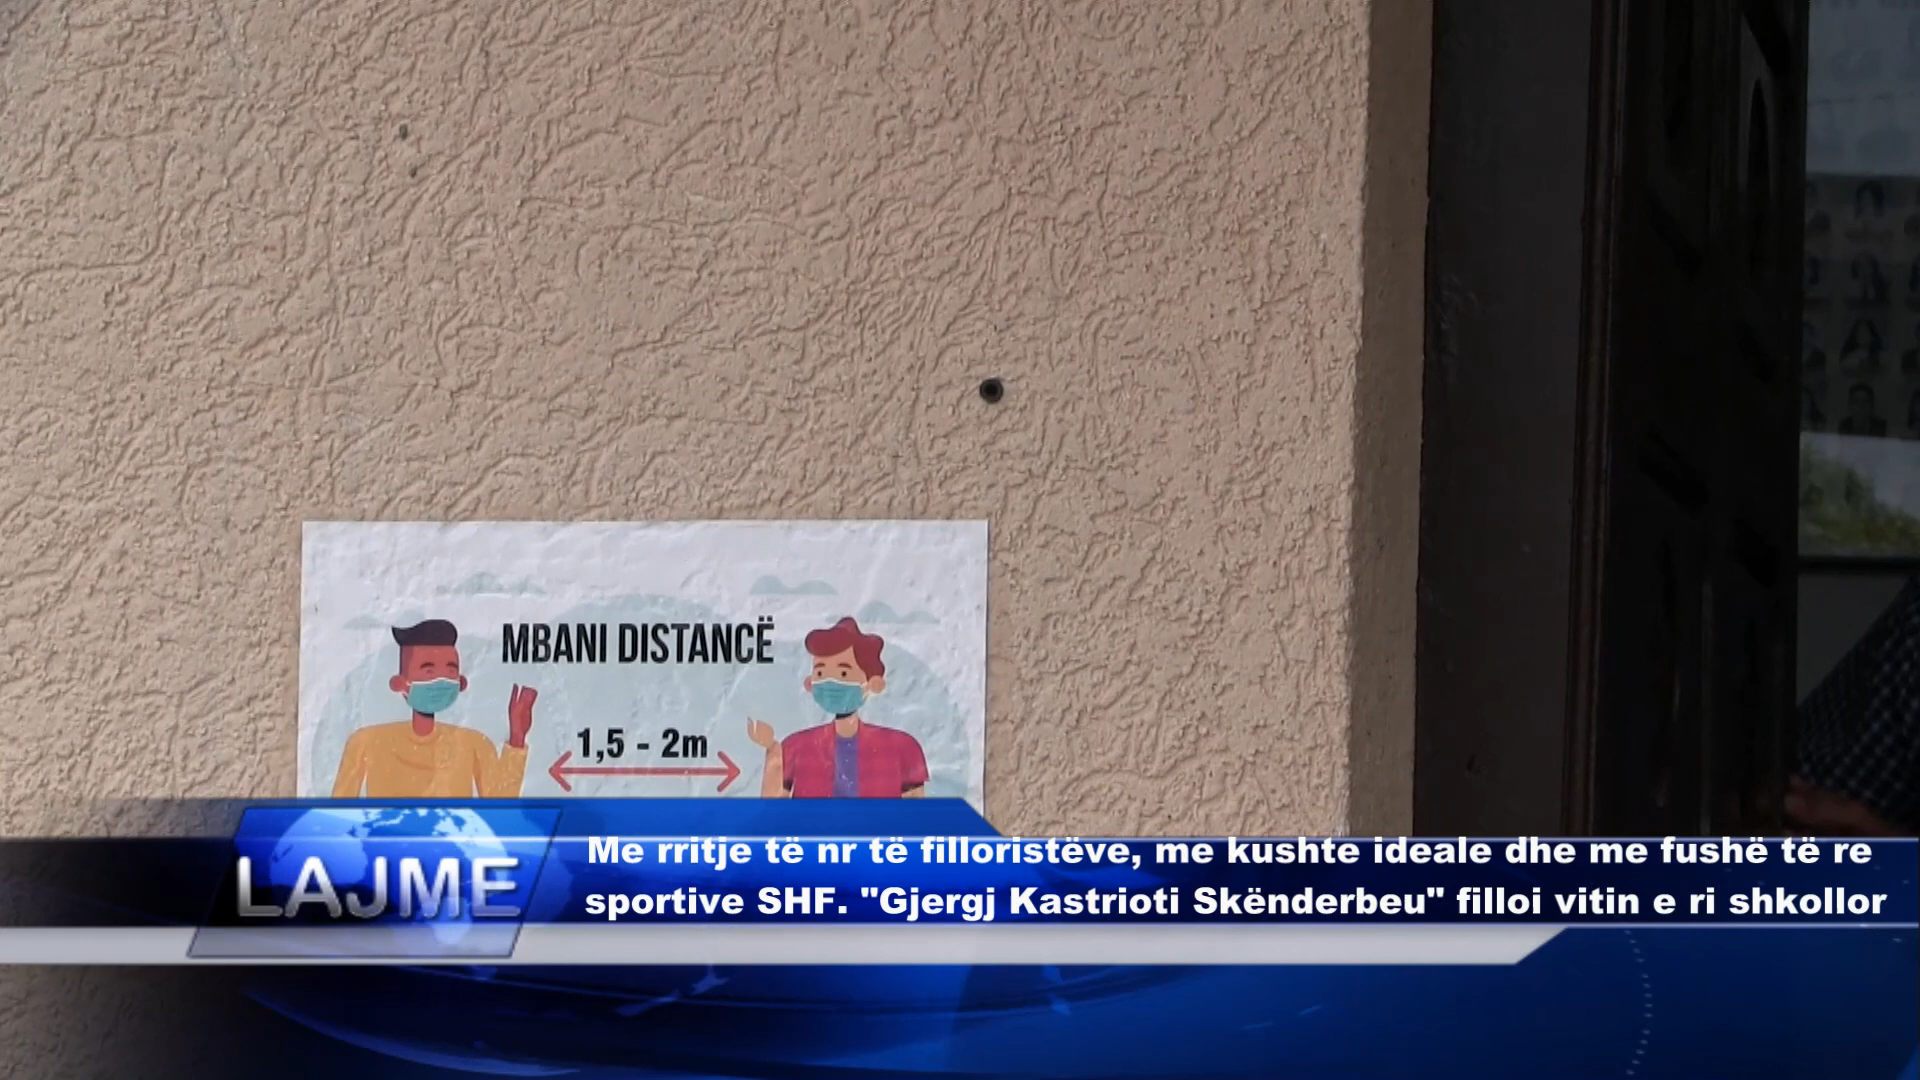 MBANI DISTANCË
1,5 - 2m
LAJME
Me rritje të nr të filloristëve, me kushte ideale dhe me fushë të re
sportive SHF. "Gjergj Kastrioti Skënderbeu" filloi vitin e ri shkollor